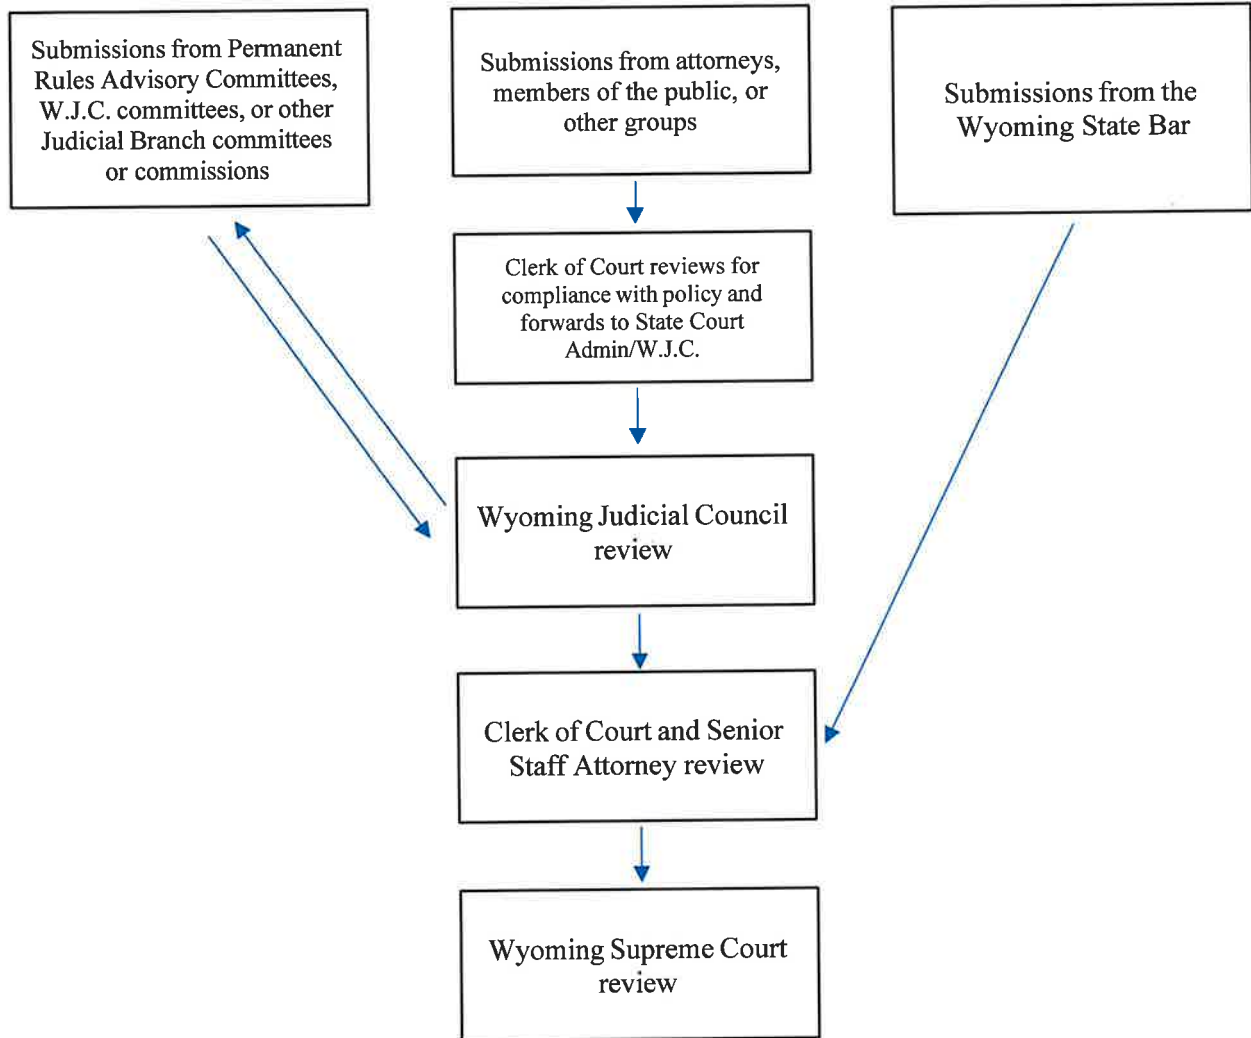 Submissions from Permanent
Rules Advisory Committees,
W.J.C. committees, or other
Judicial Branch committees
or commissions
Submissions from attorneys,
members of the public, or
other groups
Submissions from the
Wyoming State Bar
Clerk of Court reviews for
compliance with policy and
forwards to State Court
Admin/W.J.C.
Wyoming Judicial Council
review
Clerk of Court and Senior
Staff Attorney review
Wyoming Supreme Court
review